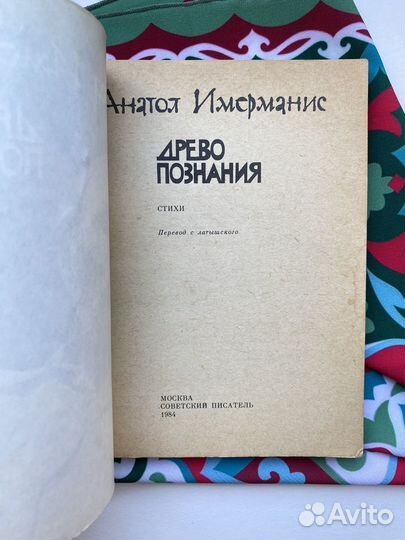 Анатол Имерманис
ДРЕВО
ПОЗНАНИЯ
СТИХИ
Перевод с латышского
МОСКВА
СОВЕТСКИЙ ПИСАТЕЛЬ
1984
Avito